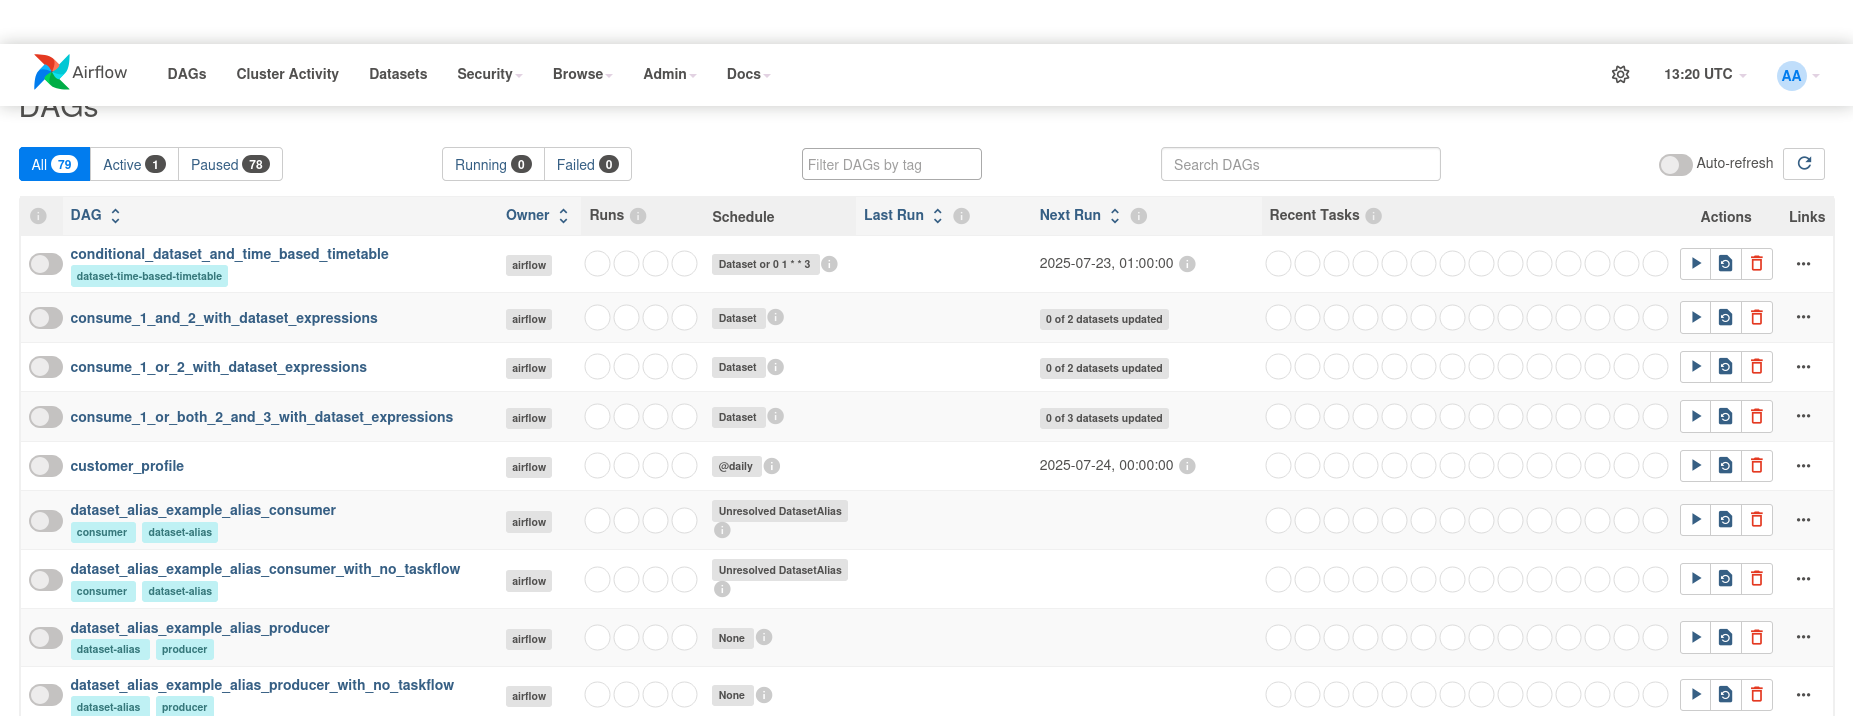 Airflow DAGs Cluster Activity Datasets Security Browse Admin Docs 13:20 UTC AA
DAGs
All 79 Active 1 Paused 78 Running 0 Failed 0 Filter DAGs by tag Search DAGs Auto-refresh
DAG Owner Runs Schedule Last Run Next Run Recent Tasks Actions Links
conditional_dataset_and_time_based_timetable airflow Dataset or 0 1 * * 3 2025-07-23, 01:00:00
dataset-time-based-timetable
consume_1_and_2_with_dataset_expressions airflow Dataset 0 of 2 datasets updated
consume_1_or_2_with_dataset_expressions airflow Dataset 0 of 2 datasets updated
consume_1_or_both_2_and_3_with_dataset_expressions airflow Dataset 0 of 3 datasets updated
customer_profile airflow @daily 2025-07-24, 00:00:00
dataset_alias_example_alias_consumer airflow Unresolved DatasetAlias
consumer dataset-alias
dataset_alias_example_alias_consumer_with_no_taskflow airflow Unresolved DatasetAlias
consumer dataset-alias
dataset_alias_example_alias_producer airflow None
dataset-alias producer
dataset_alias_example_alias_producer_with_no_taskflow airflow None
dataset-alias producer